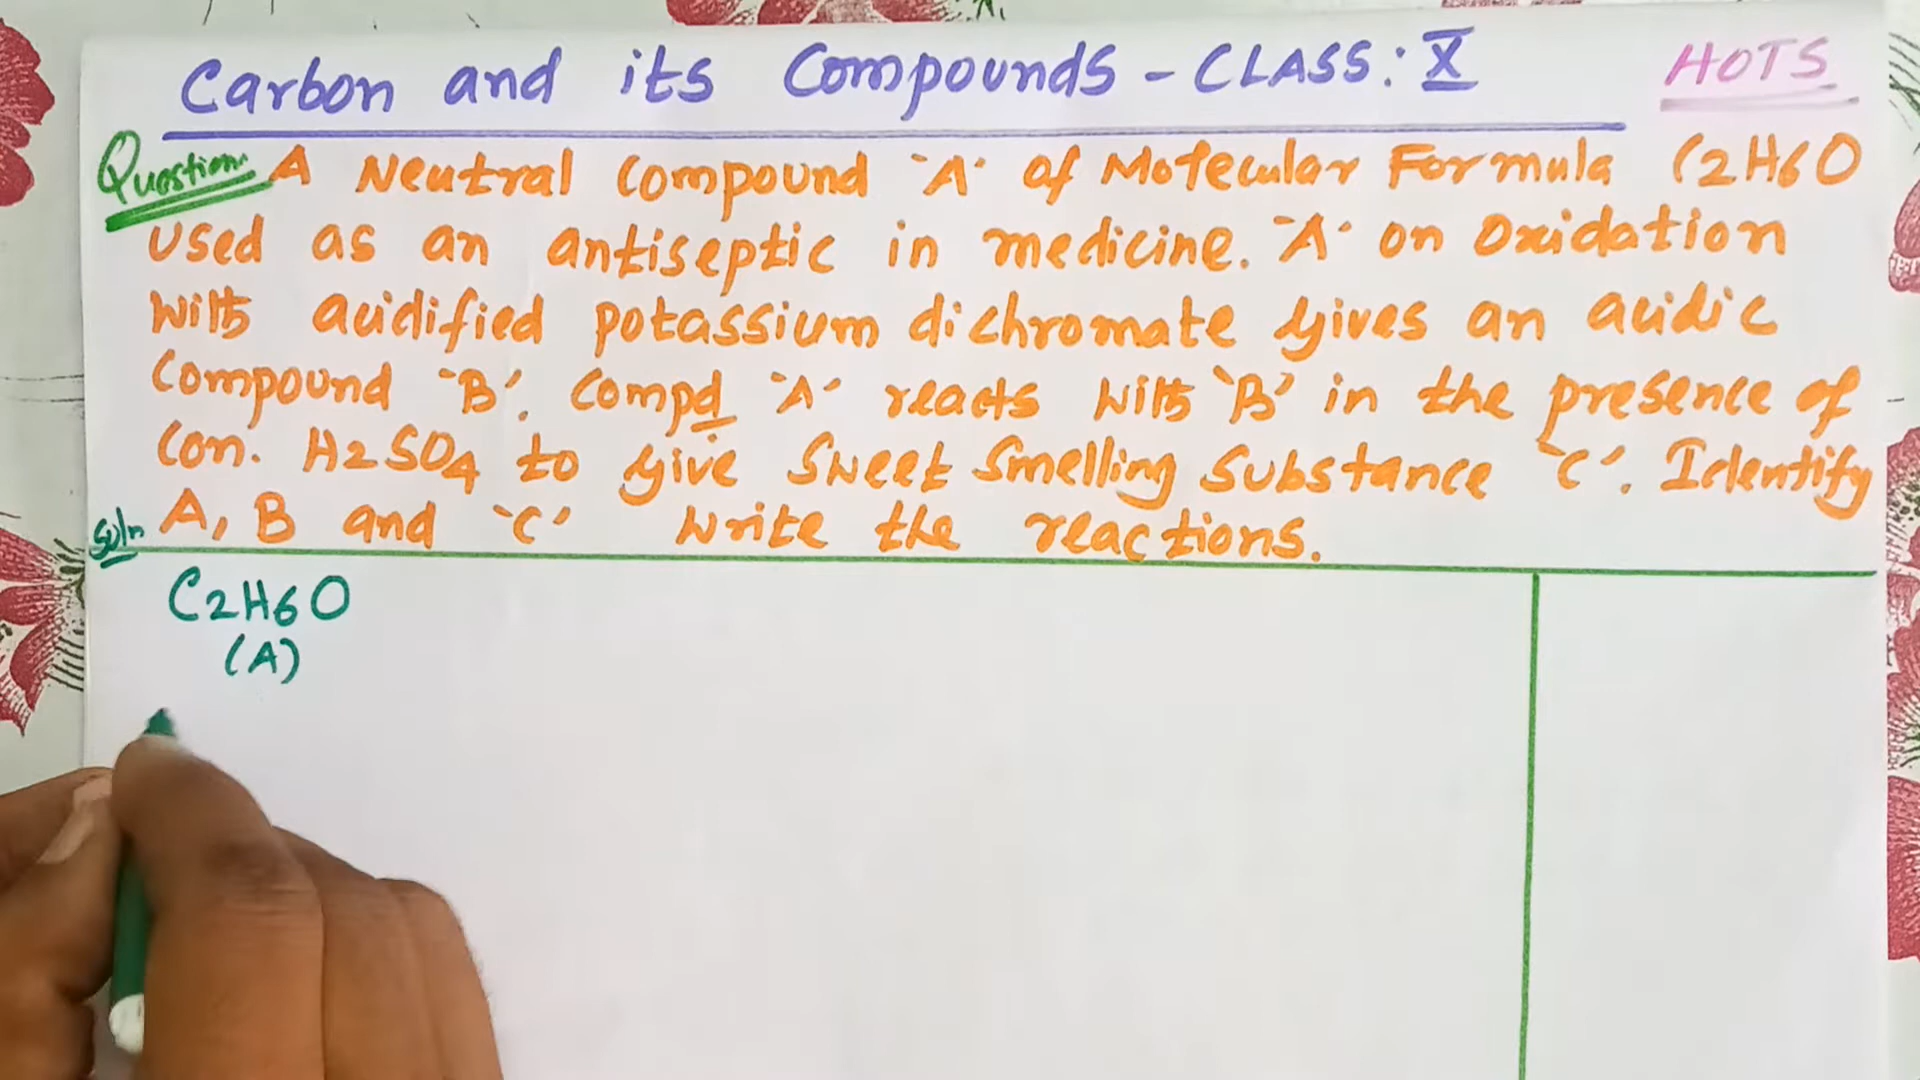 Carbon and its Compounds - CLASS: X
HOTS
Question: A Neutral Compound 'A' of Molecular Formula C2H6O
used as an antiseptic in medicine. 'A' on Oxidation
with acidified potassium dichromate gives an acidic
Compound 'B'. Compd 'A' reacts with 'B' in the presence of
Con. H2SO4 to give Sweet Smelling Substance 'C'. Identify
Soln A, B and 'C' Write the reactions.
C2H6O
(A)